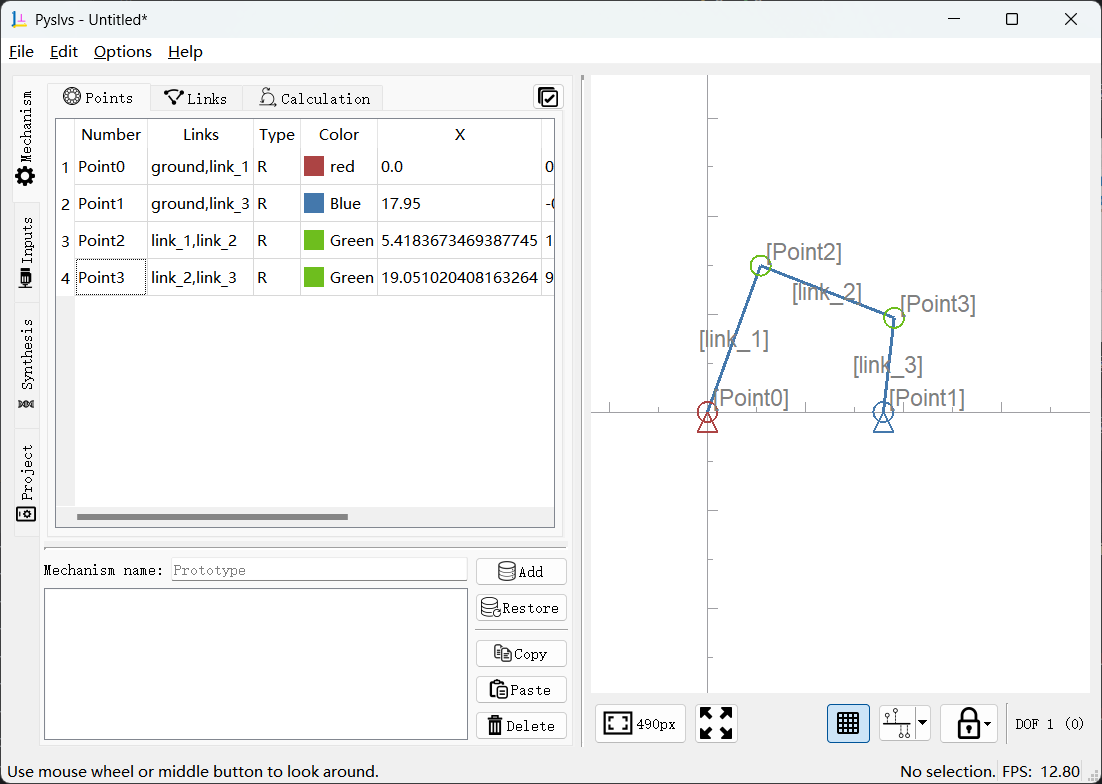 Pyslvs - Untitled*
File Edit Options Help
Mechanism
Inputs
Synthesis
Project
Points Links Calculation
Number Links Type Color X
1 Point0 ground,link_1 R red 0.0 0
2 Point1 ground,link_3 R Blue 17.95 -0
3 Point2 link_1,link_2 R Green 5.4183673469387745 1
4 Point3 link_2,link_3 R Green 19.051020408163264 9
Mechanism name: Prototype
Add
Restore
Copy
Paste
Delete
[Point2]
[link_2]
[Point3]
[link_1]
[link_3]
[Point0]
[Point1]
490px
DOF 1 (0)
Use mouse wheel or middle button to look around.
No selection. FPS: 12.80